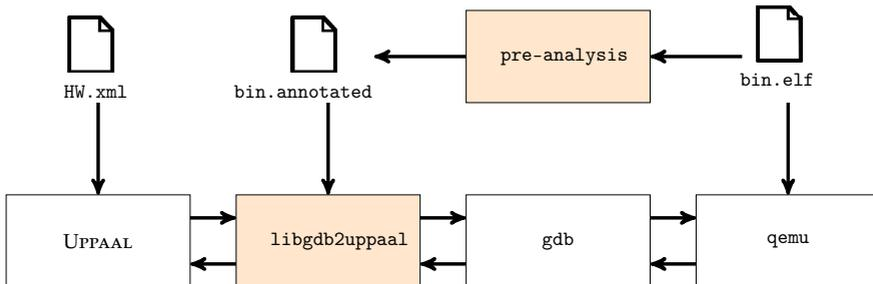 pre-analysis
bin.elf
HW.xml
bin.annotated
UPPAAL
libgdb2uppaal
gdb
qemu